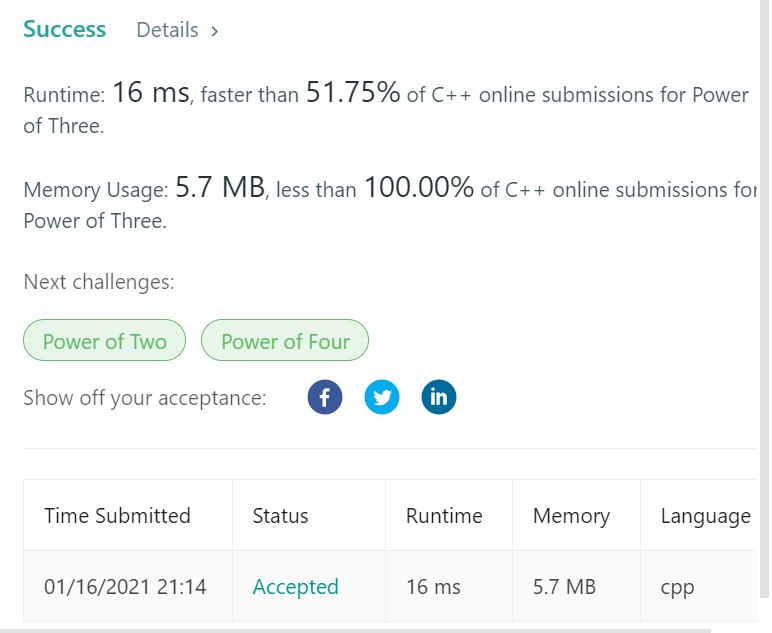 Success Details >
Runtime: 16 ms, faster than 51.75% of C++ online submissions for Power
of Three.
Memory Usage: 5.7 MB, less than 100.00% of C++ online submissions for
Power of Three.
Next challenges:
Power of Two Power of Four
Show off your acceptance: f in
Time Submitted Status Runtime Memory Language
01/16/2021 21:14 Accepted 16 ms 5.7 MB cpp